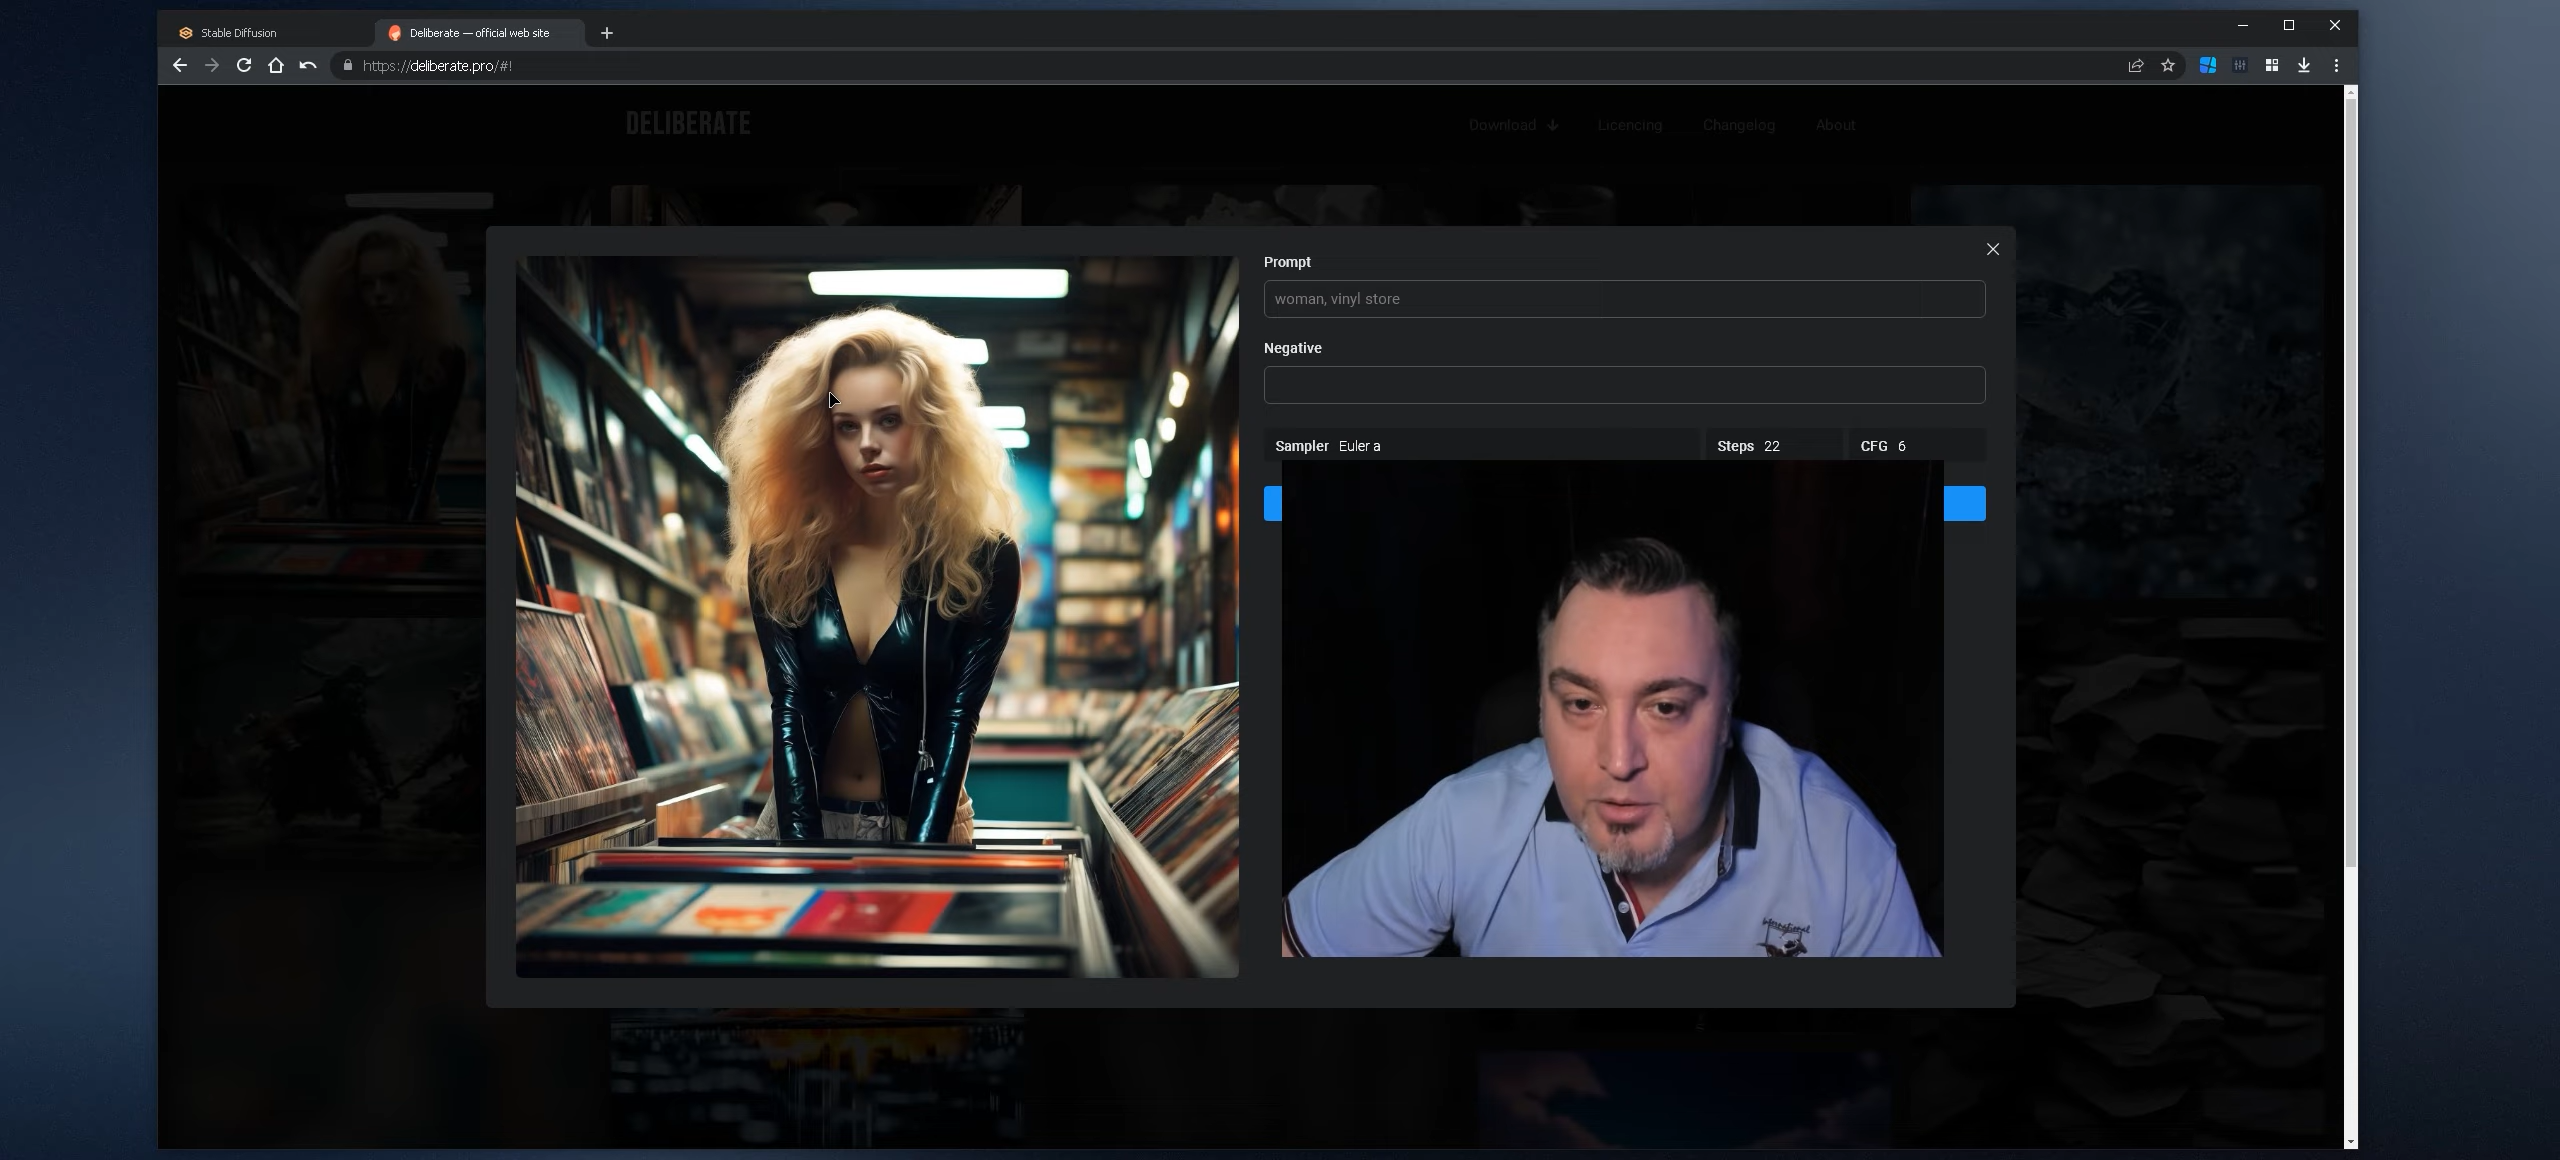 Stable Diffusion
Deliberate — official web site
https://deliberate.pro/#!
DELIBERATE
Download
Licencing
Changelog
About
Prompt
woman, vinyl store
Negative
Sampler Euler a
Steps 22
CFG 6
International